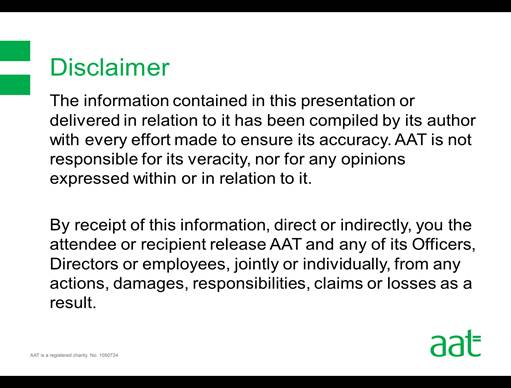 Disclaimer
The information contained in this presentation or
delivered in relation to it has been compiled by its author
with every effort made to ensure its accuracy. AAT is not
responsible for its veracity, nor for any opinions
expressed within or in relation to it.
By receipt of this information, direct or indirectly, you the
attendee or recipient release AAT and any of its Officers,
Directors or employees, jointly or individually, from any
actions, damages, responsibilities, claims or losses as a
result.
AAT is a registered charity. No. 1050724
aat